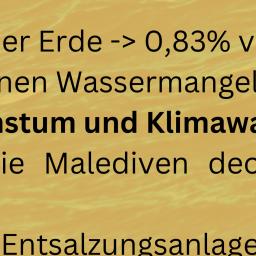 er Erde -> 0,83% v
nen Wassermangel
nstum und Klimawa
ie Malediven dec
Entsalzungsanlage